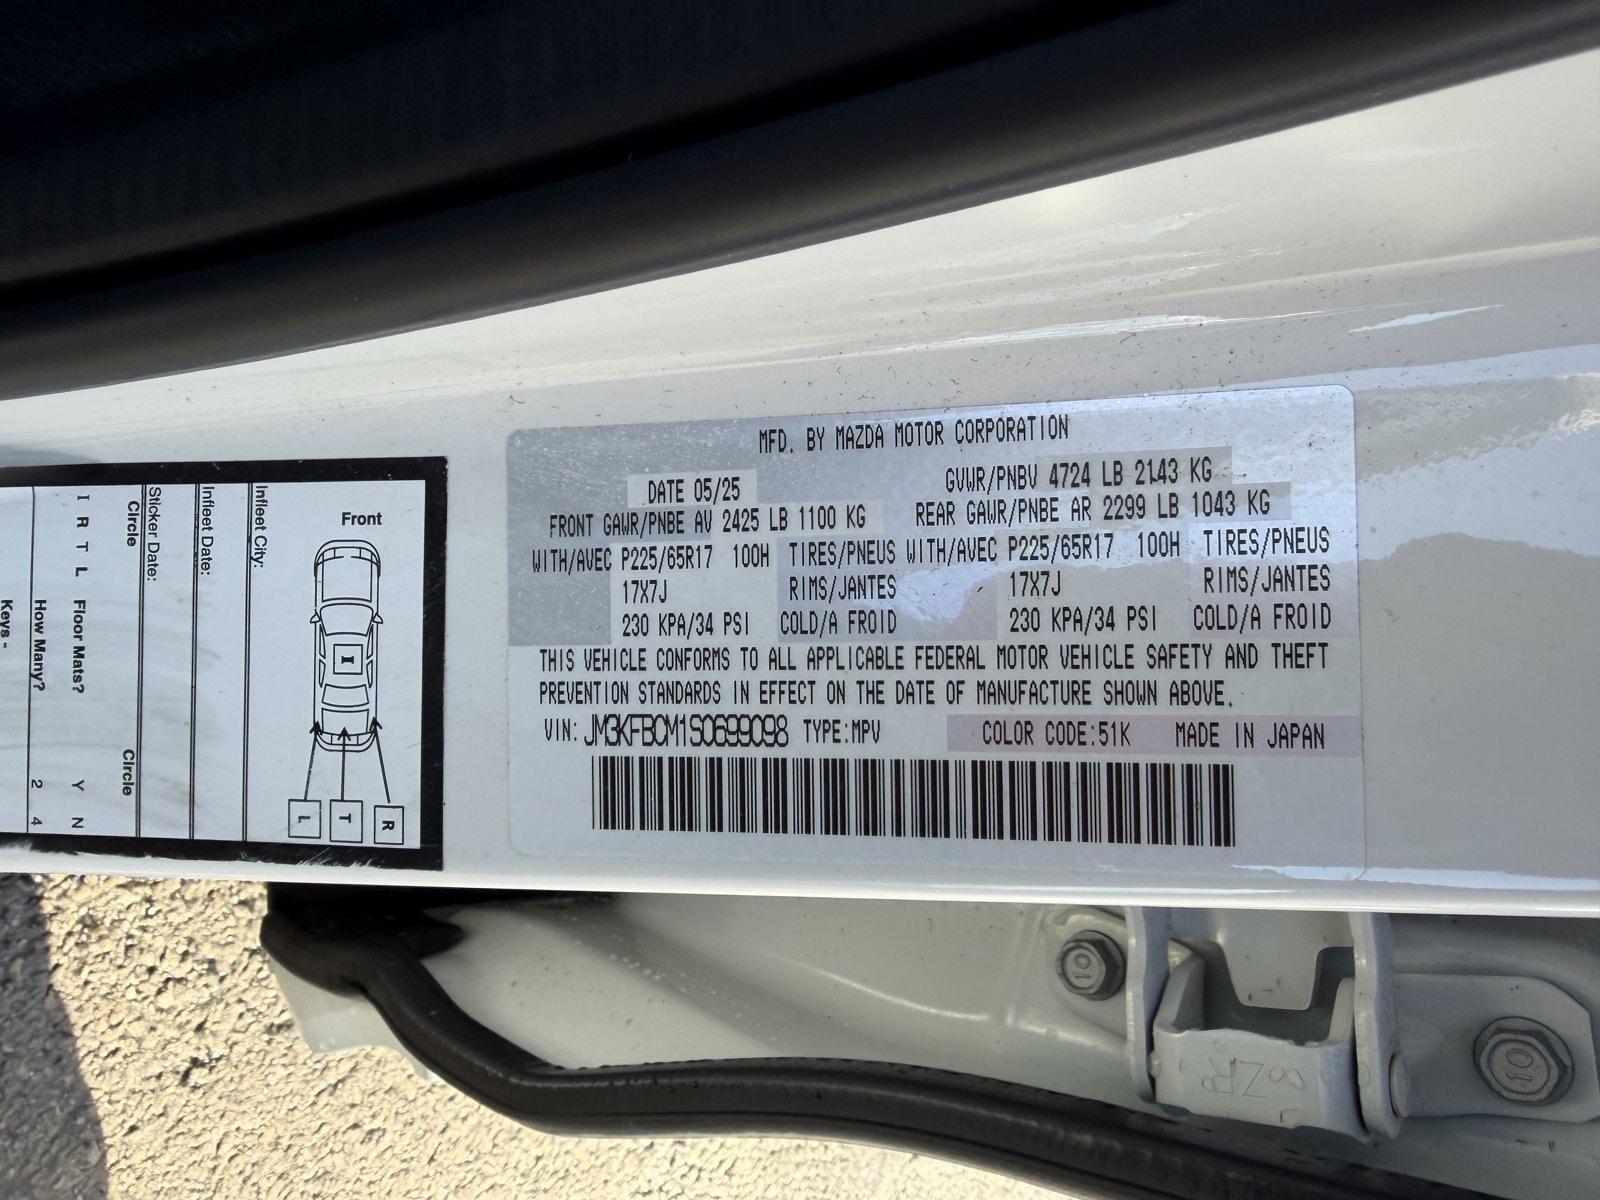 MFD. BY MAZDA MOTOR CORPORATION
DATE 05/25
GVWR/PNBV 4724 LB 2143 KG
FRONT GAWR/PNBE AV 2425 LB 1100 KG
REAR GAWR/PNBE AR 2299 LB 1043 KG
WITH/AVEC P225/65R17 100H TIRES/PNEUS WITH/AVEC P225/65R17 100H TIRES/PNEUS
17X7J RIMS/JANTES 17X7J RIMS/JANTES
230 KPA/34 PSI COLD/A FROID 230 KPA/34 PSI COLD/A FROID
THIS VEHICLE CONFORMS TO ALL APPLICABLE FEDERAL MOTOR VEHICLE SAFETY AND THEFT
PREVENTION STANDARDS IN EFFECT ON THE DATE OF MANUFACTURE SHOWN ABOVE.
VIN: JM3KFBCM1S0699098 TYPE:MPV COLOR CODE:51K MADE IN JAPAN
Front
I
L T R
Infleet City:
Infleet Date:
Sticker Date:
Circle Circle
I R T L Floor Mats? Y N
How Many? 2 4
Keys -
10
10